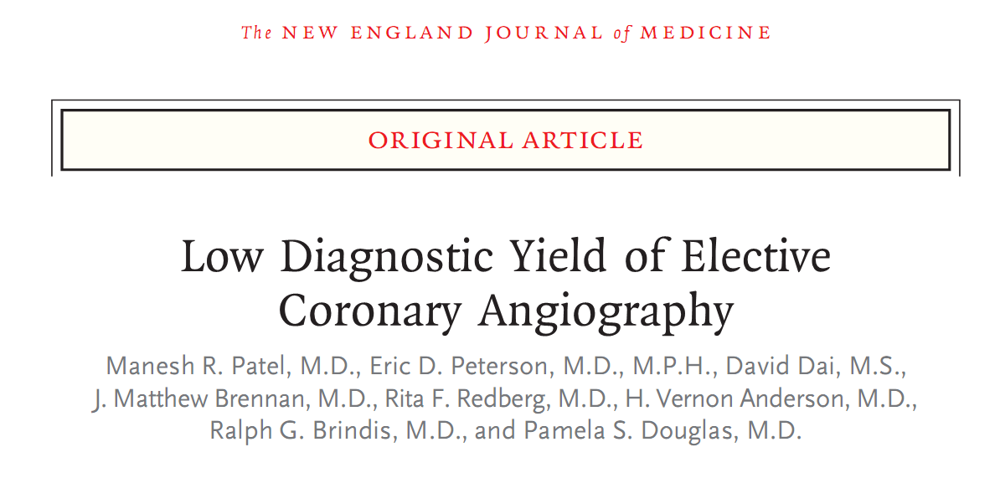 The NEW ENGLAND JOURNAL of MEDICINE
ORIGINAL ARTICLE
Low Diagnostic Yield of Elective
Coronary Angiography
Manesh R. Patel, M.D., Eric D. Peterson, M.D., M.P.H., David Dai, M.S.,
J. Matthew Brennan, M.D., Rita F. Redberg, M.D., H. Vernon Anderson, M.D.,
Ralph G. Brindis, M.D., and Pamela S. Douglas, M.D.